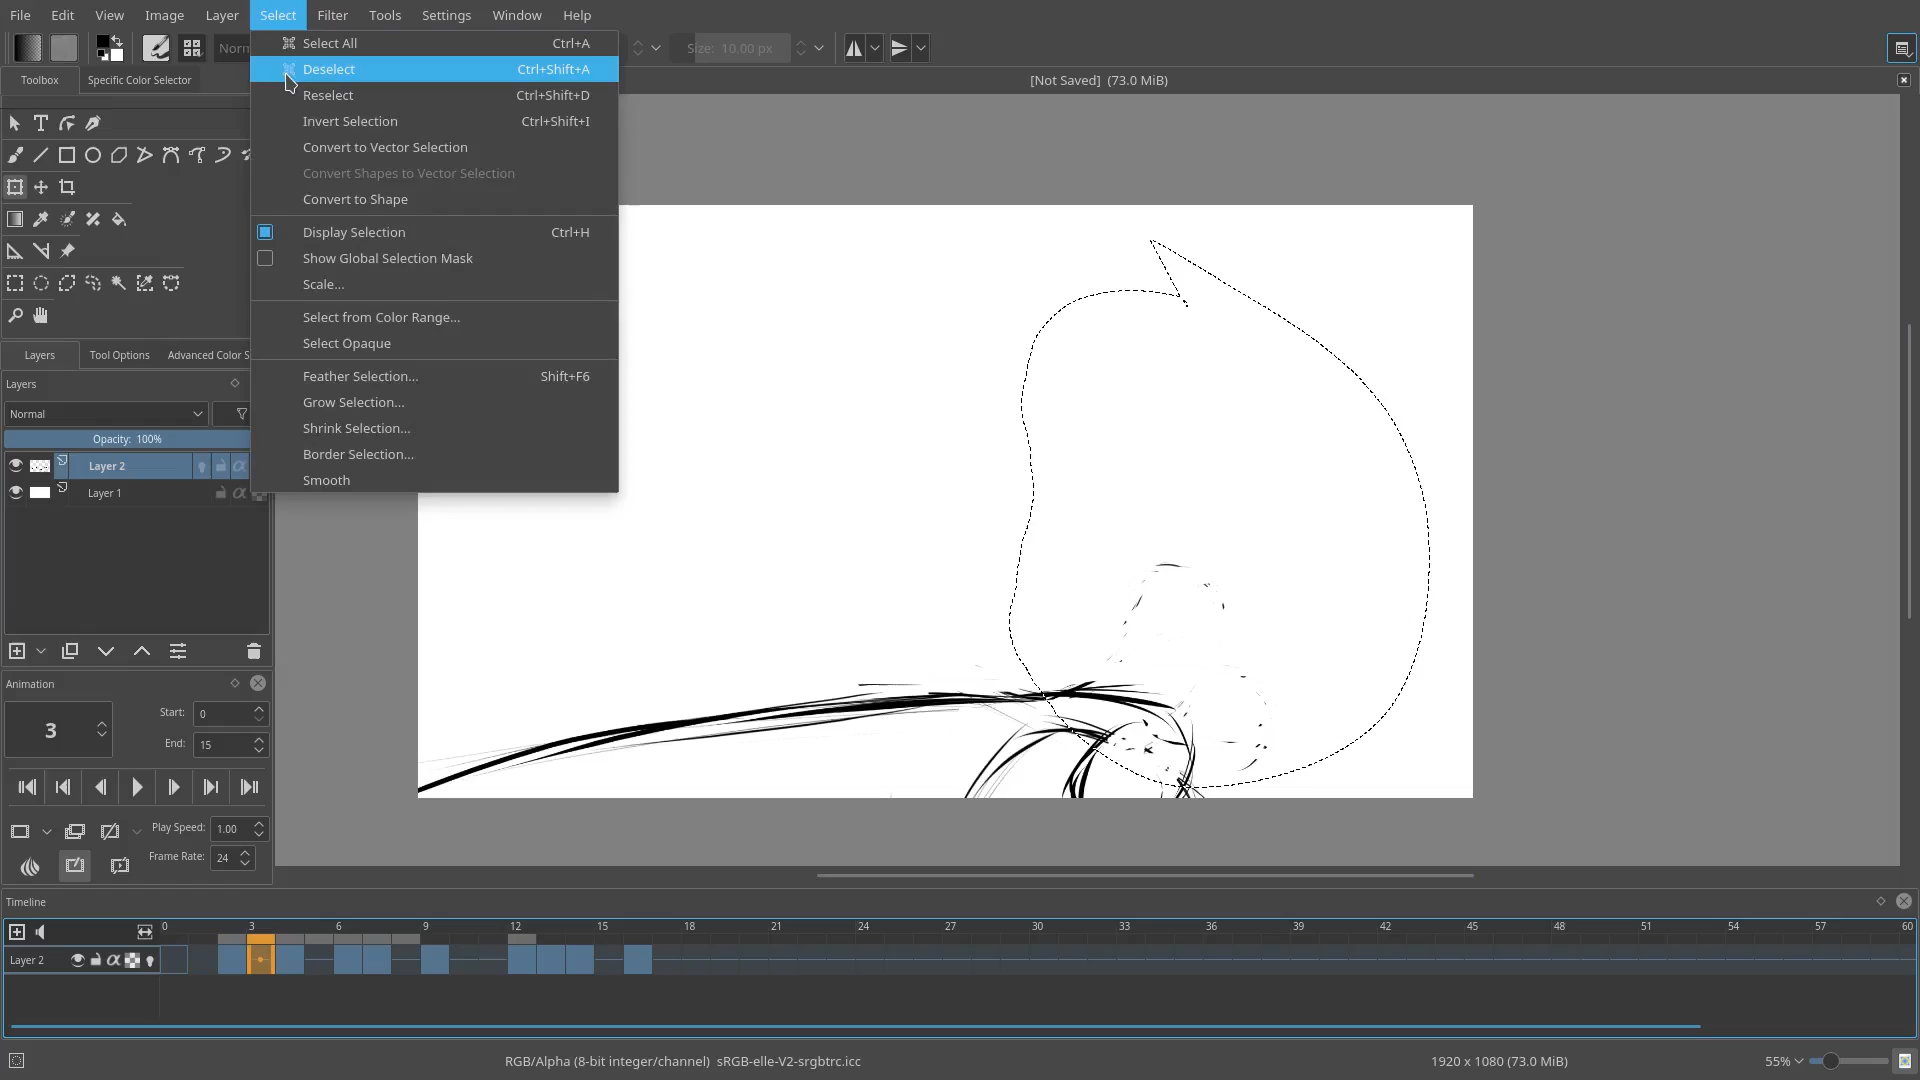 File Edit View Image Layer Select Filter Tools Settings Window Help
Size: 10.00 px
Toolbox Specific Color Selector
[Not Saved] (73.0 MiB)
Select All Ctrl+A
Deselect Ctrl+Shift+A
Reselect Ctrl+Shift+D
Invert Selection Ctrl+Shift+I
Convert to Vector Selection
Convert Shapes to Vector Selection
Convert to Shape
Display Selection Ctrl+H
Show Global Selection Mask
Scale...
Select from Color Range...
Select Opaque
Feather Selection... Shift+F6
Grow Selection...
Shrink Selection...
Border Selection...
Smooth
Layers Tool Options Advanced Color S
Layers
Normal
Opacity: 100%
Layer 2
Layer 1
Animation
3
Start: 0
End: 15
Play Speed: 1.00
Frame Rate: 24
Timeline
0 3 6 9 12 15 18 21 24 27 30 33 36 39 42 45 48 51 54 57 60
Layer 2
RGB/Alpha (8-bit integer/channel) sRGB-elle-V2-srgbtrc.icc
1920 x 1080 (73.0 MiB)
55%